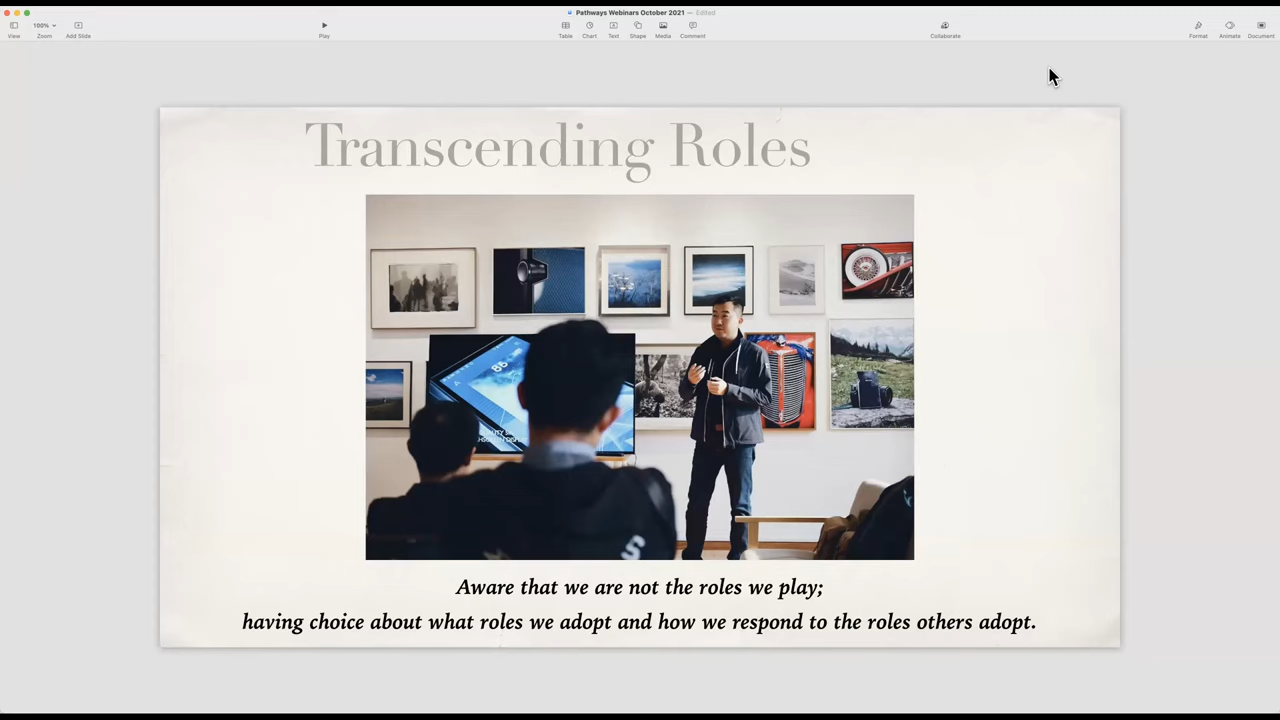 Pathways Webinars October 2021 — Edited
100%
View
Zoom
Add Slide
Play
Table
Chart
Text
Shape
Media
Comment
Collaborate
Format
Animate
Document
Transcending Roles
86
Aware that we are not the roles we play;
having choice about what roles we adopt and how we respond to the roles others adopt.